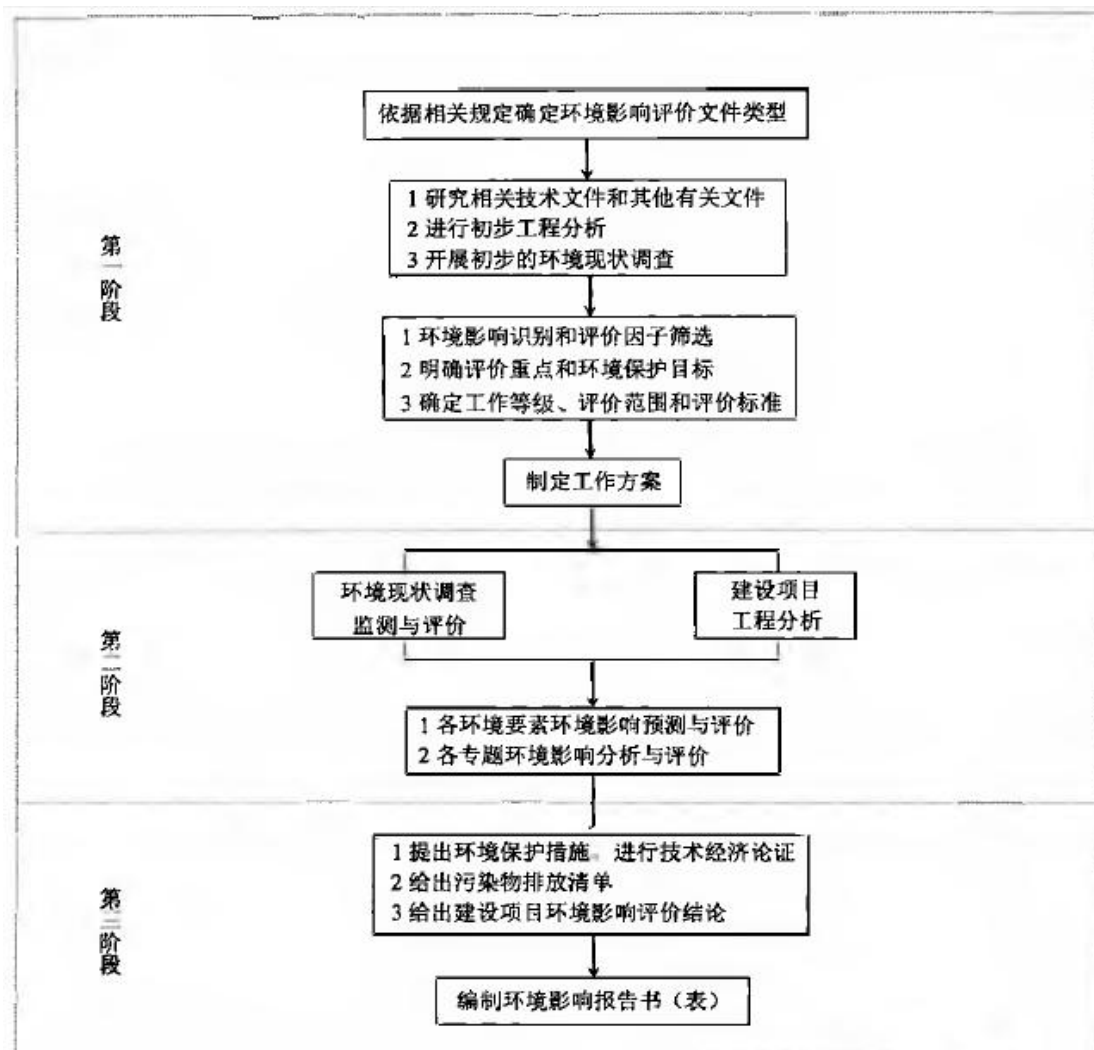 依据相关规定确定环境影响评价文件类型
1 研究相关技术文件和其他有关文件
2 进行初步工程分析
3 开展初步的环境现状调查
第一阶段
1 环境影响识别和评价因子筛选
2 明确评价重点和环境保护目标
3 确定工作等级、评价范围和评价标准
制定工作方案
环境现状调查
监测与评价
建设项目
工程分析
第二阶段
1 各环境要素环境影响预测与评价
2 各专题环境影响分析与评价
1 提出环境保护措施，进行技术经济论证
2 给出污染物排放清单
3 给出建设项目环境影响评价结论
第三阶段
编制环境影响报告书（表）